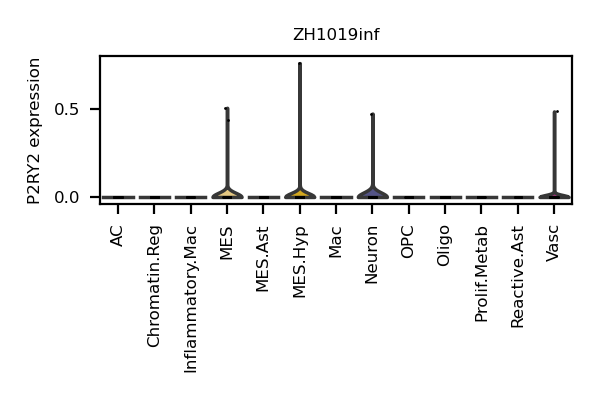 ZH1019inf
P2RY2 expression
0.5
0.0
AC
Chromatin.Reg
Inflammatory.Mac
MES
MES.Ast
MES.Hyp
Mac
Neuron
OPC
Oligo
Prolif.Metab
Reactive.Ast
Vasc